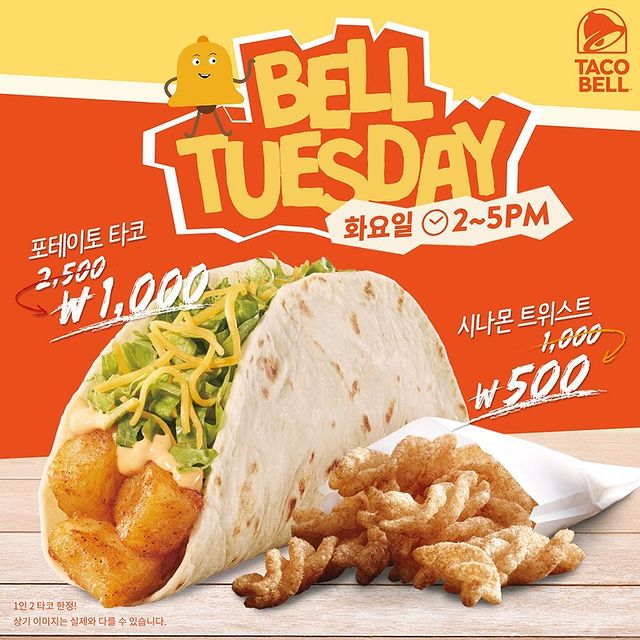 TACO
BELL
BELL
TUESDAY
화요일 2~5PM
포테이토 타코
2,500
₩1,000
시나몬 트위스트
1,000
₩500
1인 2 타코 한정!
상기 이미지는 실제와 다를 수 있습니다.